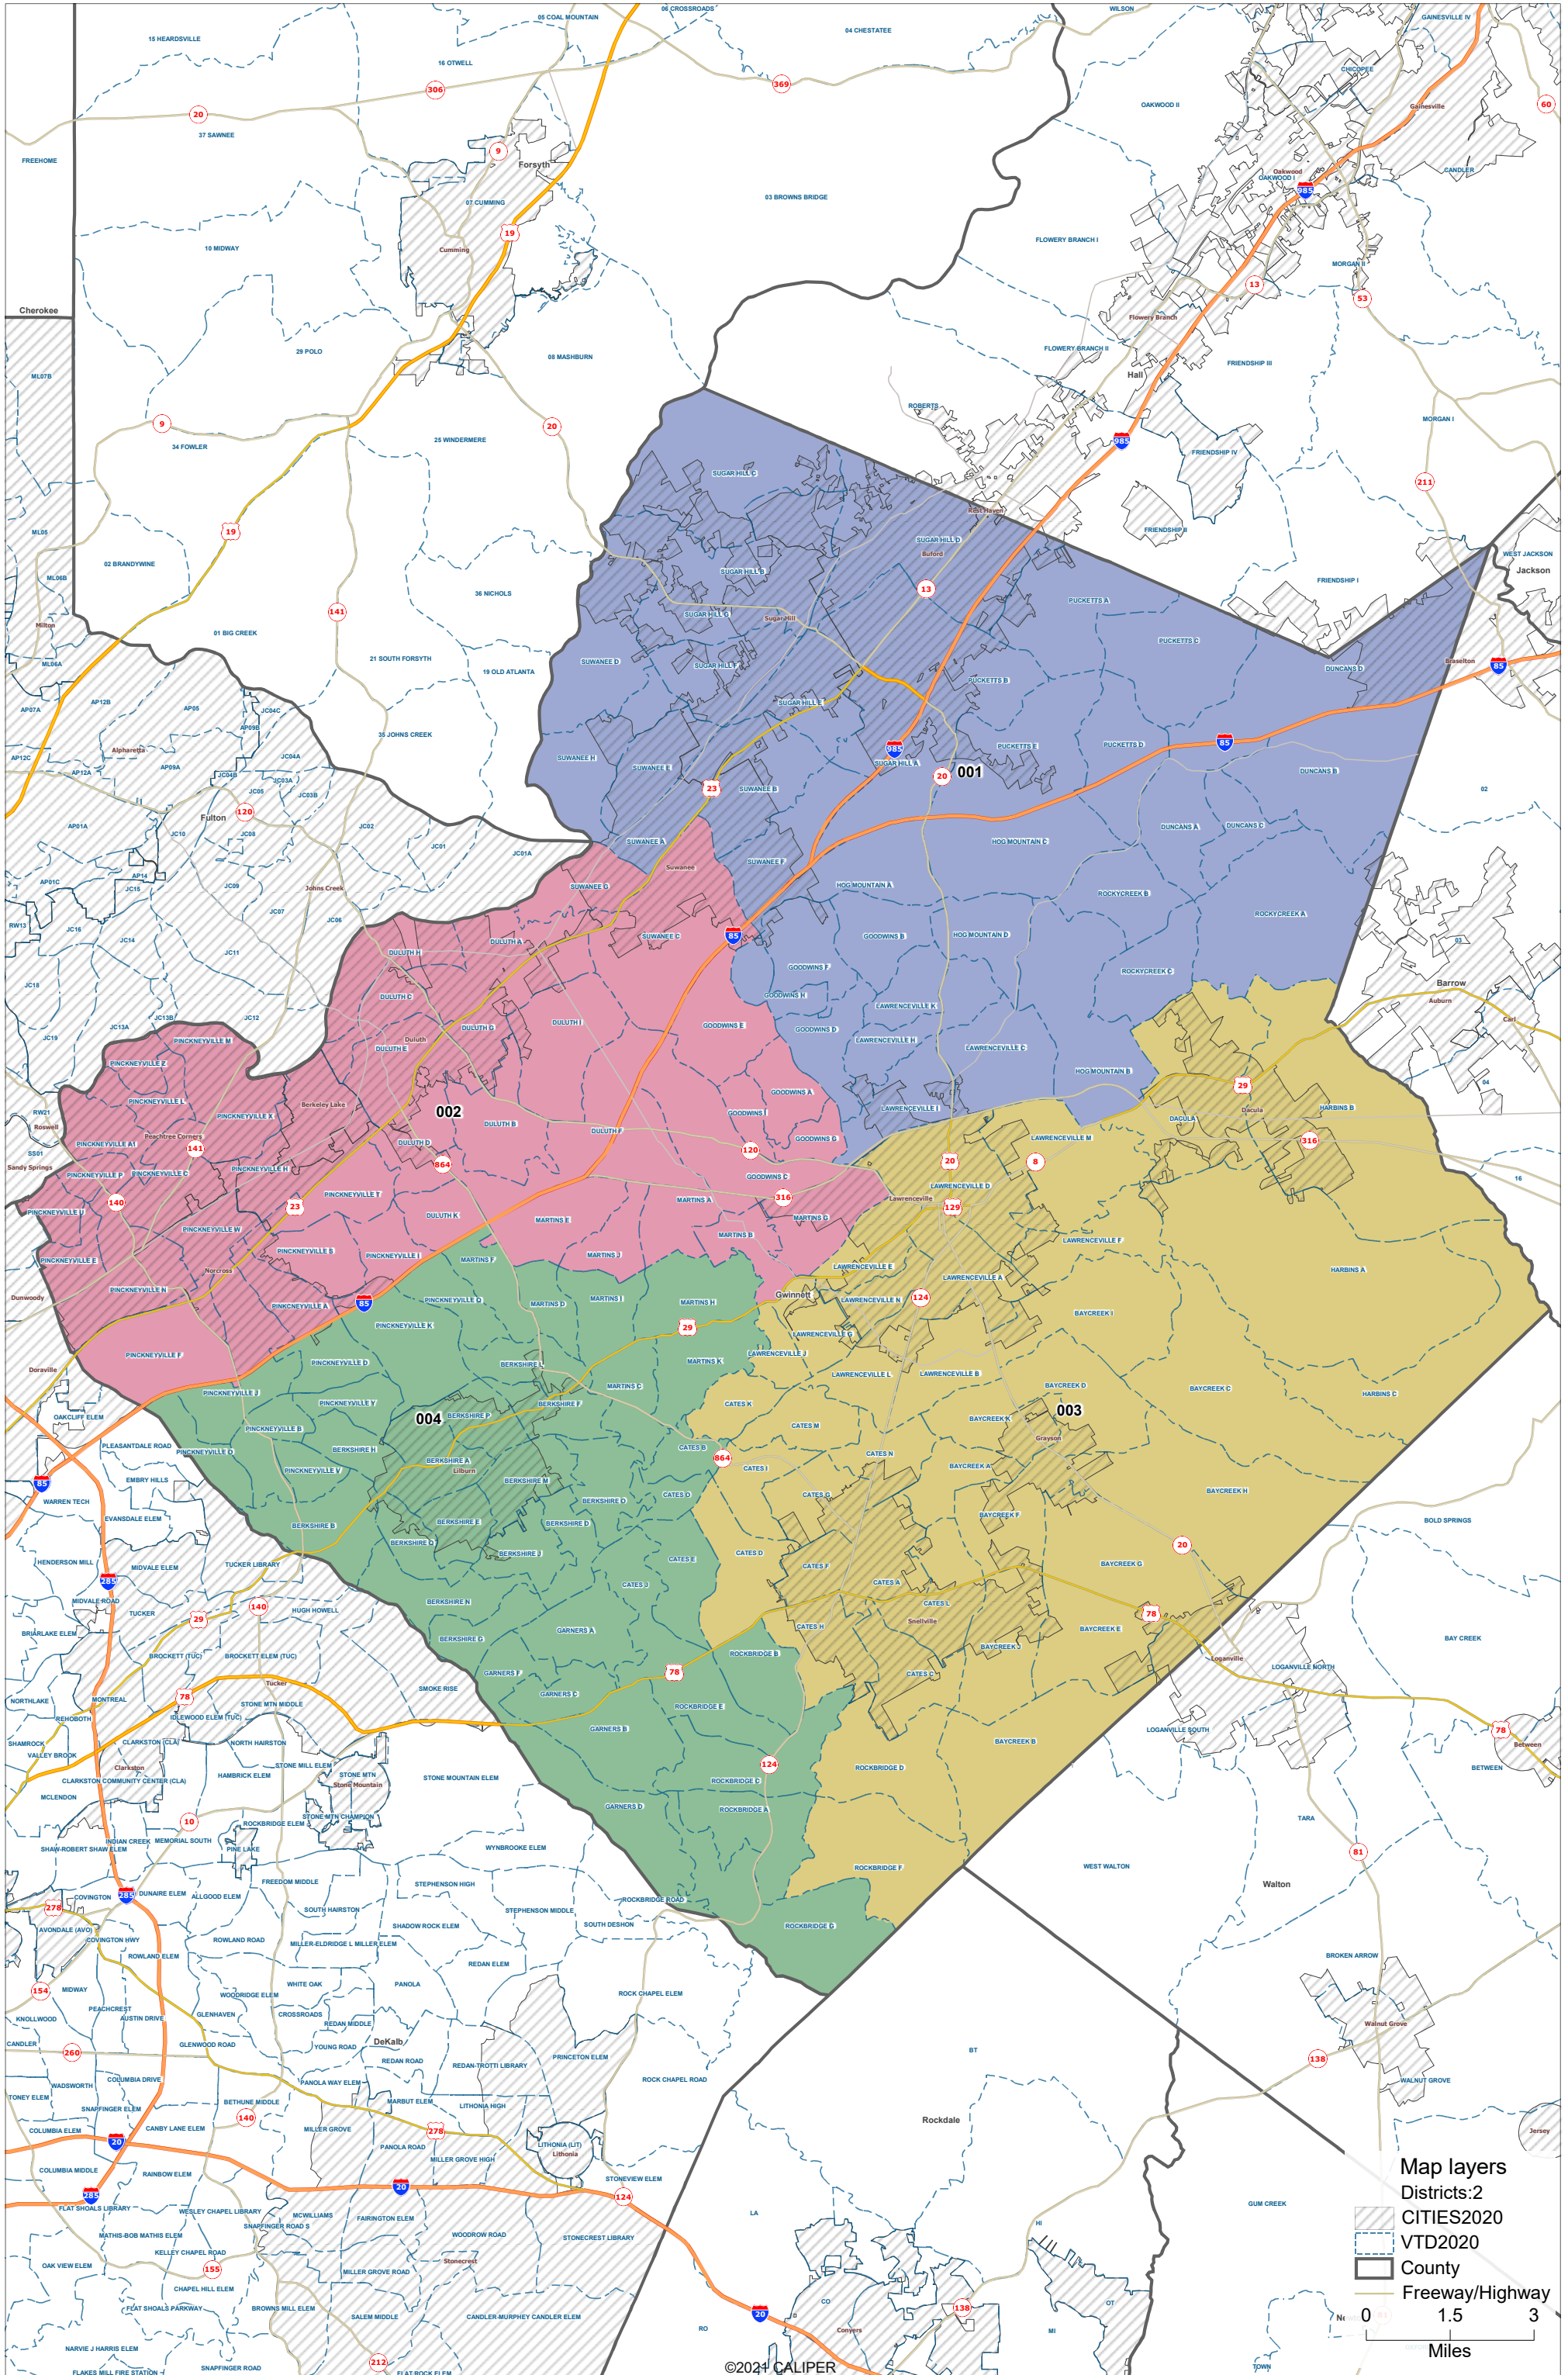 05 COAL MOUNTAIN
06 CROSSROADS
WILSON
GAINESVILLE IV
15 HEARDSVILLE
04 CHESTATEE
16 OTWELL
CHICOPEE
369
306
OAKWOOD II
Gainesville
60
20
37 SAWNEE
9
FREEHOME
Forsyth
Oakwood
OAKWOOD I
CANDLER
985
03 BROWNS BRIDGE
07 CUMMING
19
FLOWERY BRANCH I
10 MIDWAY
Cumming
MORGAN II
13
53
Cherokee
Flowery Branch
29 POLO
08 MASHBURN
FLOWERY BRANCH II
FRIENDSHIP III
Hall
ML07B
ROBERTS
MORGAN I
9
20
34 FOWLER
25 WINDERMERE
985
FRIENDSHIP IV
SUGAR HILL C
211
Rest Haven
ML05
19
FRIENDSHIP II
SUGAR HILL D
Buford
WEST JACKSON
Jackson
02 BRANDYWINE
ML06B
SUGAR HILL B
FRIENDSHIP I
36 NICHOLS
13
PUCKETTS A
141
SUGAR HILL G
Sugar Hill
Milton
01 BIG CREEK
PUCKETTS C
21 SOUTH FORSYTH
SUWANEE D
SUGAR HILL F
ML06A
19 OLD ATLANTA
DUNCANS D
Braselton
85
PUCKETTS B
AP07A
AP12B
AP05
JC04C
SUGAR HILL E
AP09B
35 JOHNS CREEK
Alpharetta
985
PUCKETTS E
PUCKETTS D
85
AP12C
JC04A
SUWANEE H
SUGAR HILL A
AP12A
AP09A
JC04B
JC03A
SUWANEE E
20
001
DUNCANS B
JC05
JC03B
23
SUWANEE B
02
120
Fulton
AP01A
JC10
JC08
JC02
DUNCANS A
DUNCANS C
JC01
SUWANEE A
HOG MOUNTAIN C
JC01A
SUWANEE F
Suwanee
AP14
AP01C
JC15
JC09
Johns Creek
SUWANEE G
HOG MOUNTAIN A
ROCKYCREEK B
JC07
JC06
ROCKYCREEK A
RW13
JC16
JC14
DULUTH A
SUWANEE C
85
GOODWINS B
HOG MOUNTAIN D
03
JC11
DULUTH H
GOODWINS F
ROCKYCREEK C
Barrow
JC18
DULUTH C
GOODWINS H
Auburn
JC13A
JC13B
JC12
LAWRENCEVILLE K
Carl
DULUTH G
DULUTH I
GOODWINS E
GOODWINS D
JC19
PINCKNEYVILLE M
Duluth
DULUTH E
LAWRENCEVILLE H
LAWRENCEVILLE C
PINCKNEYVILLE Z
HOG MOUNTAIN B
29
04
PINCKNEYVILLE L
Berkeley Lake
GOODWINS A
RW21
PINCKNEYVILLE X
002
GOODWINS I
LAWRENCEVILLE I
Dacula
HARBINS B
Roswell
DULUTH B
DACULA
Peachtree Corners
DULUTH F
GOODWINS G
LAWRENCEVILLE M
316
PINCKNEYVILLE A1
141
DULUTH D
120
SS01
Sandy Springs
864
20
8
PINCKNEYVILLE P
PINCKNEYVILLE C
PINCKNEYVILLE H
GOODWINS C
16
140
PINCKNEYVILLE T
316
LAWRENCEVILLE D
PINCKNEYVILLE U
23
MARTINS A
Lawrenceville
129
DULUTH K
MARTINS G
PINCKNEYVILLE W
MARTINS E
MARTINS B
LAWRENCEVILLE F
PINCKNEYVILLE S
PINCKNEYVILLE I
MARTINS J
PINCKNEYVILLE E
MARTINS F
LAWRENCEVILLE E
HARBINS A
Norcross
LAWRENCEVILLE A
PINCKNEYVILLE N
Dunwoody
Gwinnett
124
PINCKNEYVILLE A
85
PINCKNEYVILLE Q
MARTINS D
MARTINS I
MARTINS H
LAWRENCEVILLE N
BAYCREEK I
PINCKNEYVILLE K
29
LAWRENCEVILLE G
PINCKNEYVILLE F
LAWRENCEVILLE J
PINCKNEYVILLE D
BERKSHIRE L
MARTINS K
Doraville
LAWRENCEVILLE L
LAWRENCEVILLE B
BAYCREEK D
BAYCREEK C
PINCKNEYVILLE J
MARTINS C
HARBINS C
PINCKNEYVILLE Y
BERKSHIRE F
CATES K
OAKCLIFF ELEM
004
BERKSHIRE P
003
PINCKNEYVILLE B
CATES M
BAYCREEK K
Grayson
PLEASANTDALE ROAD
PINCKNEYVILLE O
BERKSHIRE H
CATES B
CATES N
864
BERKSHIRE A
Lilburn
CATES I
BAYCREEK A
EMBRY HILLS
PINCKNEYVILLE V
BERKSHIRE M
85
CATES O
CATES G
BAYCREEK H
WARREN TECH
BERKSHIRE O
EVANSDALE ELEM
BERKSHIRE B
BERKSHIRE E
BERKSHIRE D
BAYCREEK F
BOLD SPRINGS
BERKSHIRE Q
BERKSHIRE J
CATES E
CATES D
20
HENDERSON MILL
MIDVALE ELEM
TUCKER LIBRARY
CATES F
BAYCREEK G
285
CATES J
CATES A
MIDVALE ROAD
BERKSHIRE N
140
CATES L
TUCKER
29
HUGH HOWELL
78
Snellville
CATES H
BAYCREEK E
BRIARLAKE ELEM
GARNERS A
BERKSHIRE G
BAY CREEK
BROCKETT (TUC)
BROCKETT ELEM (TUC)
ROCKBRIDGE B
BAYCREEK J
Loganville
GARNERS F
78
CATES C
LOGANVILLE NORTH
Tucker
SMOKE RISE
NORTHLAKE
MONTREAL
78
GARNERS C
STONE MTN MIDDLE
ROCKBRIDGE E
REHOBOTH
IDLEWOOD ELEM (TUC)
GARNERS B
LOGANVILLE SOUTH
78
SHAMROCK
CLARKSTON (CLA)
NORTH HAIRSTON
BAYCREEK B
Between
VALLEY BROOK
Clarkston
STONE MILL ELEM
124
ROCKBRIDGE D
BETWEEN
HAMBRICK ELEM
STONE MTN
Stone Mountain
STONE MOUNTAIN ELEM
CLARKSTON COMMUNITY CENTER (CLA)
ROCKBRIDGE C
MCLENDON
GARNERS D
ROCKBRIDGE A
STONE MTN CHAMPION
TARA
10
ROCKBRIDGE ELEM
INDIAN CREEK
MEMORIAL SOUTH
SHAW-ROBERT SHAW ELEM
PINE LAKE
WYNBROOKE ELEM
81
ROCKBRIDGE F
WEST WALTON
FREEDOM MIDDLE
STEPHENSON HIGH
Walton
285
DUNAIRE ELEM
ALLGOOD ELEM
COVINGTON
ROCKBRIDGE ROAD
278
SOUTH HAIRSTON
STEPHENSON MIDDLE
SOUTH DESHON
ROCKBRIDGE G
AVONDALE (AVO)
SHADOW ROCK ELEM
COVINGTON HWY
ROWLAND ROAD
MILLER-ELDRIDGE L MILLER ELEM
ROWLAND ELEM
REDAN ELEM
BROKEN ARROW
WHITE OAK
PANOLA
154
MIDWAY
WOODRIDGE ELEM
ROCK CHAPEL ELEM
PEACHCREST
GLENHAVEN
CROSSROADS
KNOLLWOOD
AUSTIN DRIVE
REDAN MIDDLE
Walnut Grove
CANDLER
GLENWOOD ROAD
DeKalb
YOUNG ROAD
BT
260
PRINCETON ELEM
138
REDAN ROAD
REDAN-TROTTI LIBRARY
COLUMBIA DRIVE
PANOLA WAY ELEM
ROCK CHAPEL ROAD
WALNUT GROVE
WADSWORTH
TONEY ELEM
MARBUT ELEM
LITHONIA HIGH
BETHUNE MIDDLE
SNAPFINGER ELEM
140
Rockdale
COLUMBIA ELEM
CANBY LANE ELEM
MILLER GROVE
278
Jersey
20
LITHONIA (LIT)
Lithonia
PANOLA ROAD
MILLER GROVE HIGH
COLUMBIA MIDDLE
RAINBOW ELEM
Map layers
STONEVIEW ELEM
20
Districts:2
285
124
FLAT SHOALS LIBRARY
WESLEY CHAPEL LIBRARY
MCWILLIAMS
GUM CREEK
LA
CITIES2020
FAIRINGTON ELEM
SNAPFINGER ROAD S
HI
MATHIS-BOB MATHIS ELEM
WOODROW ROAD
STONECREST LIBRARY
VTD2020
KELLEY CHAPEL ROAD
Stonecrest
OAK VIEW ELEM
155
MILLER GROVE ROAD
County
CHAPEL HILL ELEM
Freeway/Highway
FLAT SHOALS PARKWAY
BROWNS MILL ELEM
CO
OT
138
SALEM MIDDLE
CANDLER-MURPHEY CANDLER ELEM
20
0 1.5 3
RO
Conyers
MI
NARVIE J HARRIS ELEM
Miles
212
FLAKES MILL FIRE STATION
SNAPFINGER ROAD
FLAT ROCK ELEM
©2021 CALIPER
TOWN